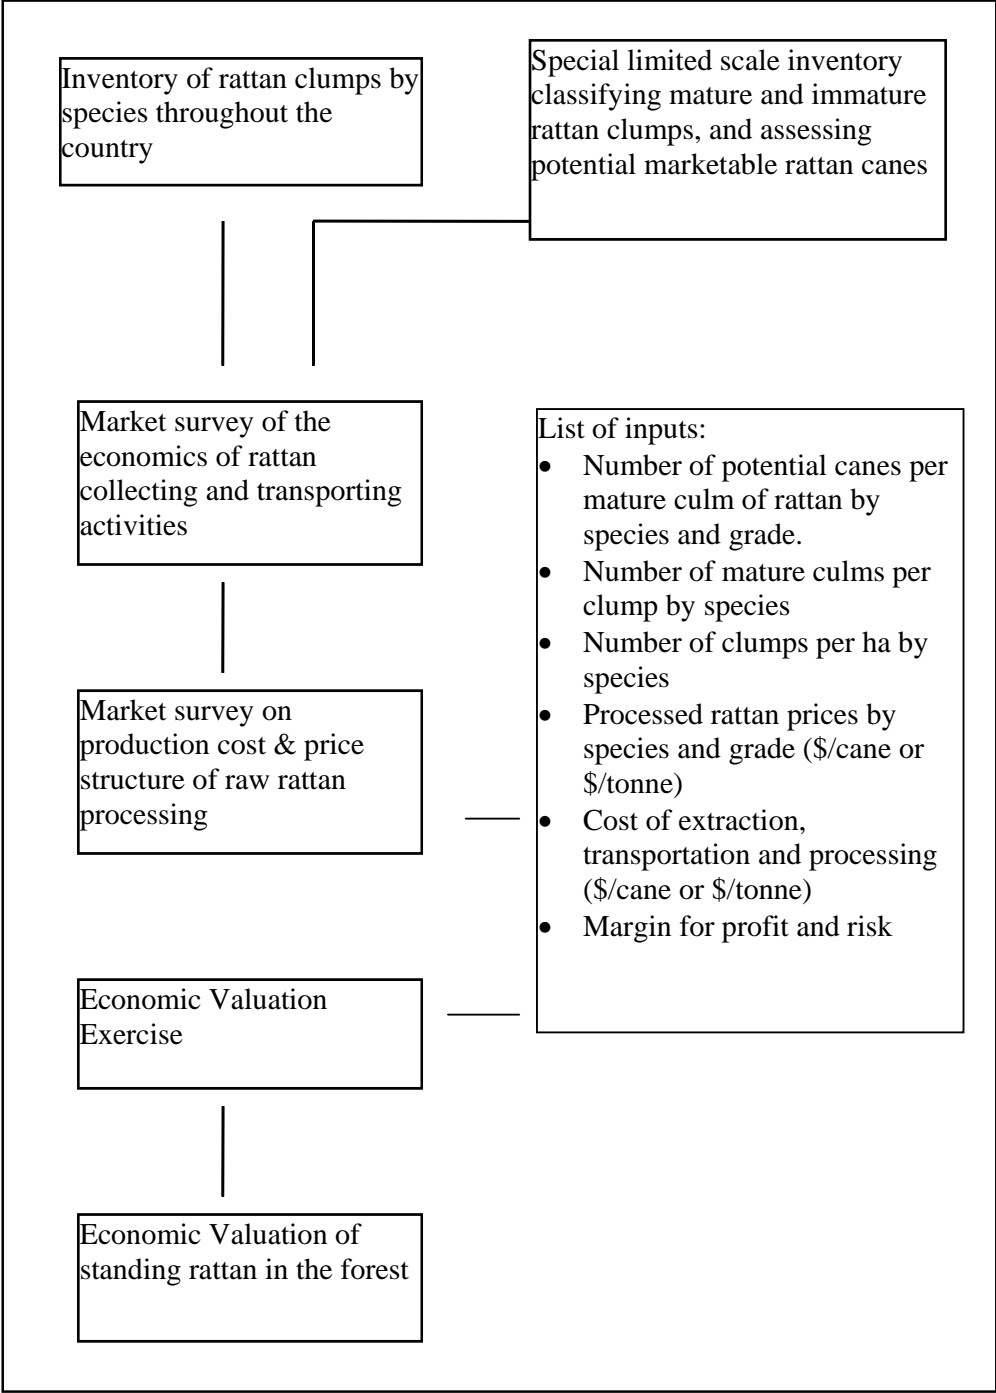 Inventory of rattan clumps by
species throughout the
country
Special limited scale inventory
classifying mature and immature
rattan clumps, and assessing
potential marketable rattan canes
Market survey of the
economics of rattan
collecting and transporting
activities
Market survey on
production cost & price
structure of raw rattan
processing
List of inputs:
• Number of potential canes per
mature culm of rattan by
species and grade.
• Number of mature culms per
clump by species
• Number of clumps per ha by
species
• Processed rattan prices by
species and grade ($/cane or
$/tonne)
• Cost of extraction,
transportation and processing
($/cane or $/tonne)
• Margin for profit and risk
Economic Valuation
Exercise
Economic Valuation of
standing rattan in the forest